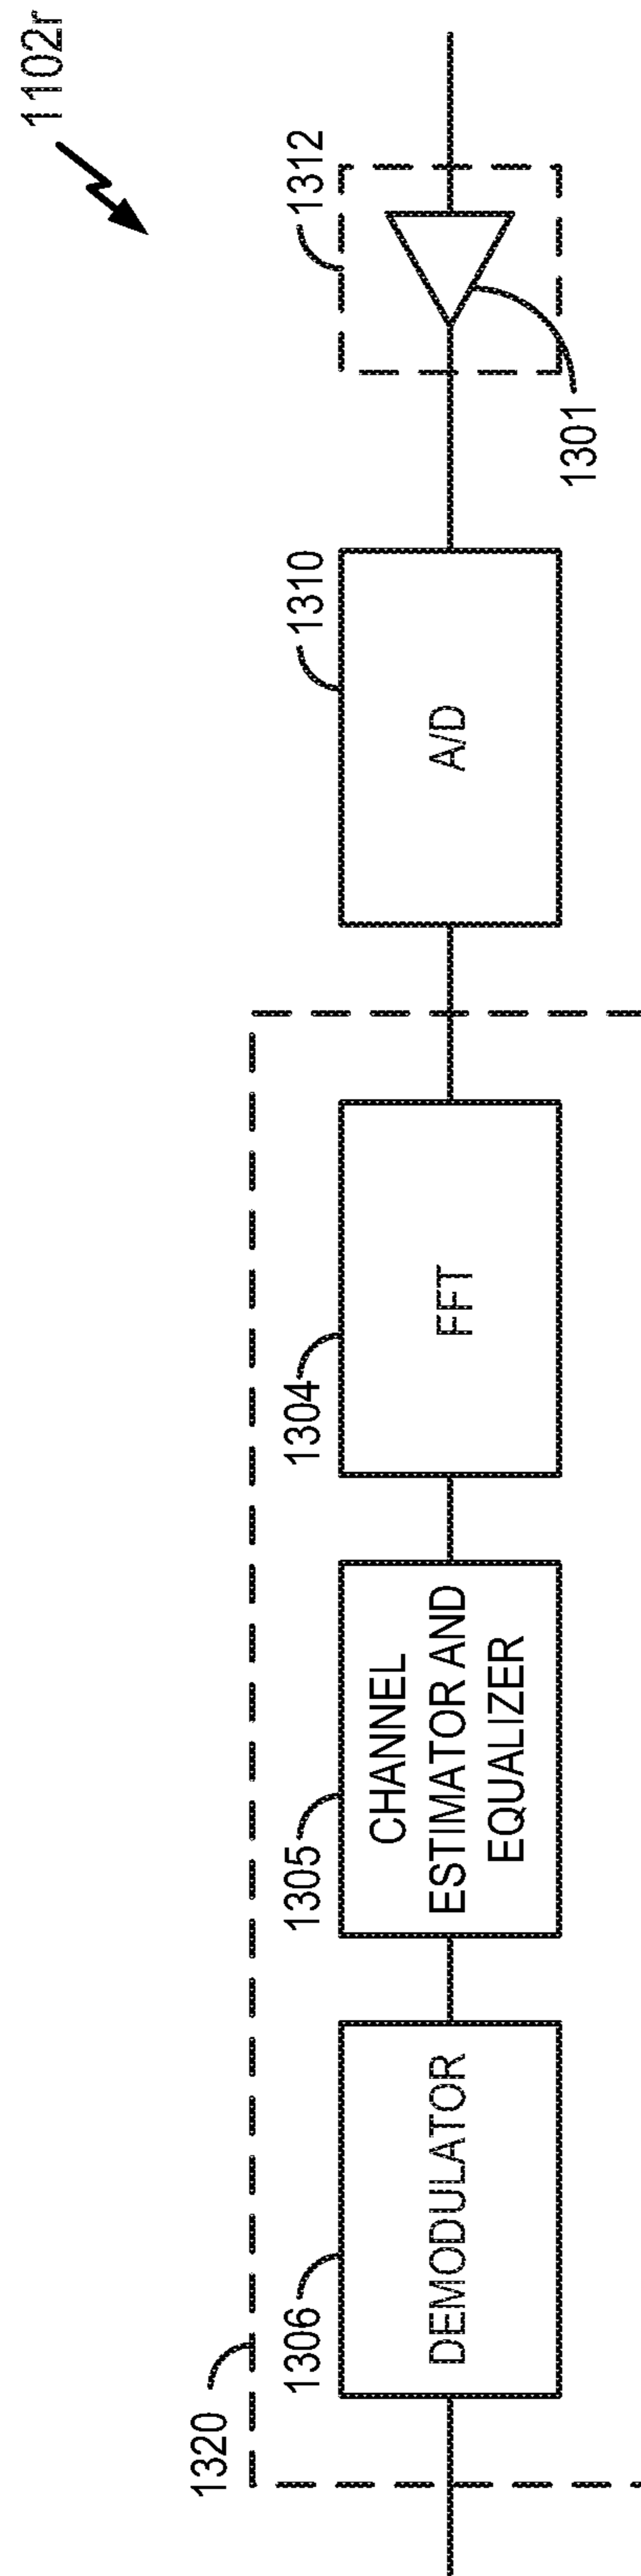 1102r
1320
1306
DEMODULATOR
1305
CHANNEL
ESTIMATOR AND
EQUALIZER
1304
FFT
1310
A/D
1312
1301